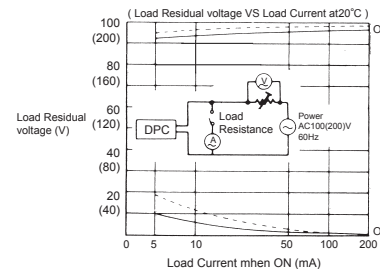 ( Load Residual voltage VS Load Current at20˚C )
100
(200)
80
(160)
60
(120)
40
(80)
20
(40)
0
Load Residual
voltage (V)
DPC
Load
Resistance
V
A
Power
AC100(200)V
60Hz
O
O
0 5 10 50 100 200
Load Current mhen ON (mA)